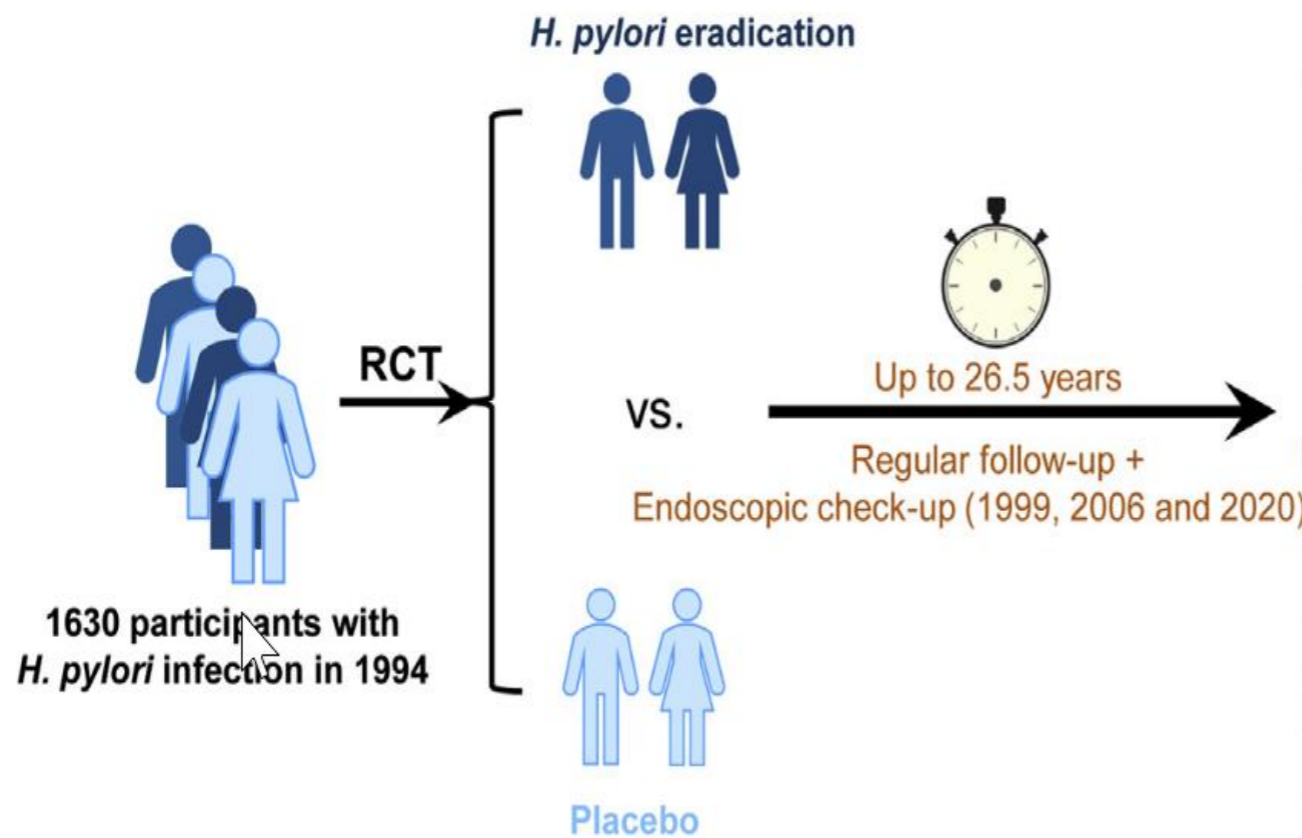 H. pylori eradication
RCT
VS.
Up to 26.5 years
Regular follow-up +
Endoscopic check-up (1999, 2006 and 2020)
1630 participants with
H. pylori infection in 1994
Placebo